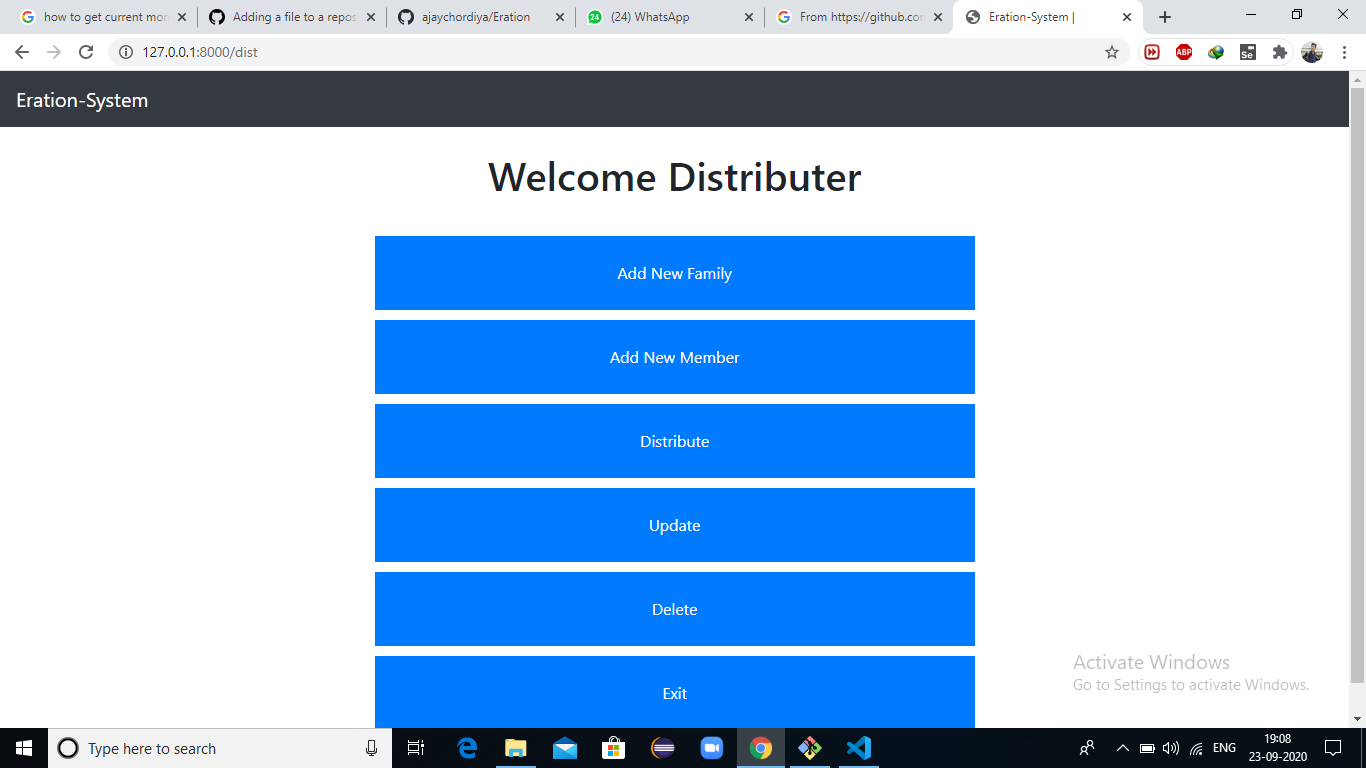 how to get current mon
Adding a file to a repos
ajaychordiya/Eration
24
(24) WhatsApp
From https://github.con
Eration-System |
127.0.0.1:8000/dist
ABP
Se
Eration-System
Welcome Distributer
Add New Family
Add New Member
Distribute
Update
Delete
Exit
Activate Windows
Go to Settings to activate Windows.
Type here to search
ENG
19:08
23-09-2020